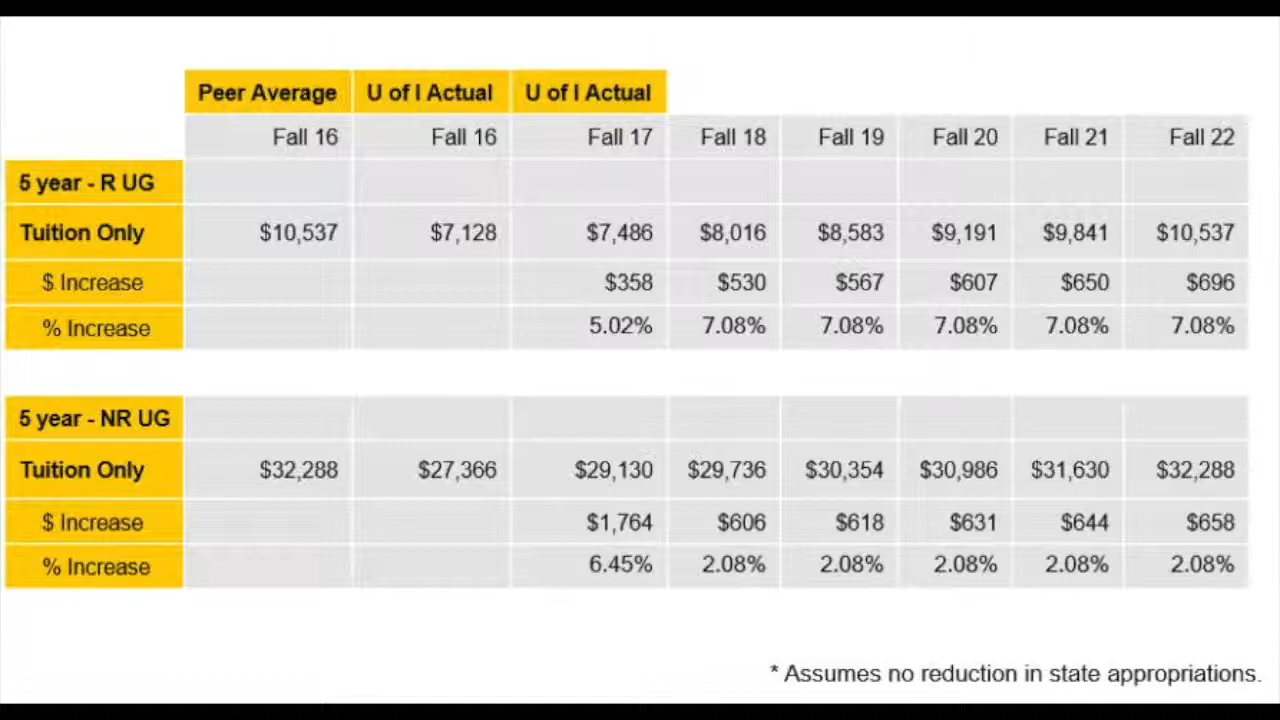 Peer Average U of I Actual U of I Actual
Fall 16 Fall 16 Fall 17 Fall 18 Fall 19 Fall 20 Fall 21 Fall 22
5 year - R UG
Tuition Only $10,537 $7,128 $7,486 $8,016 $8,583 $9,191 $9,841 $10,537
$ Increase $358 $530 $567 $607 $650 $696
% Increase 5.02% 7.08% 7.08% 7.08% 7.08% 7.08%
5 year - NR UG
Tuition Only $32,288 $27,366 $29,130 $29,736 $30,354 $30,986 $31,630 $32,288
$ Increase $1,764 $606 $618 $631 $644 $658
% Increase 6.45% 2.08% 2.08% 2.08% 2.08% 2.08%
* Assumes no reduction in state appropriations.